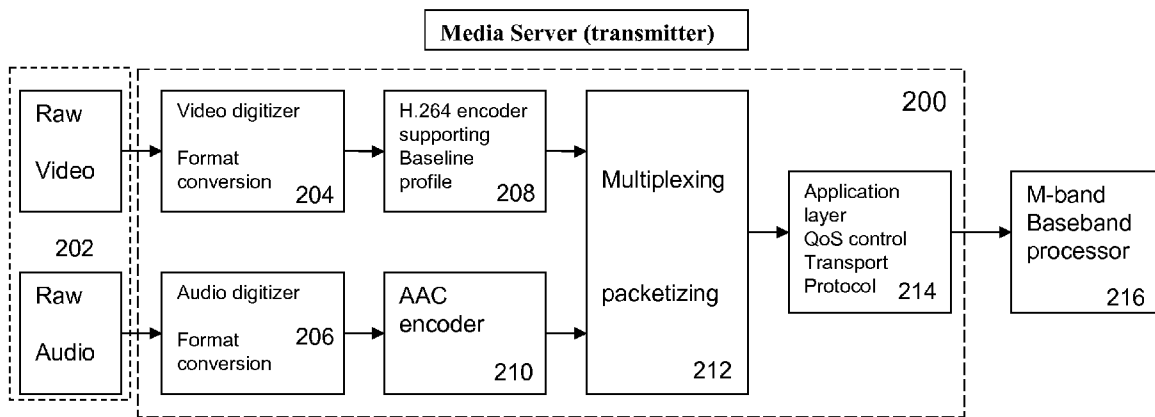 Media Server (transmitter)
200
Raw
Video
202
Raw
Audio
Video digitizer
Format
conversion
204
H.264 encoder
supporting
Baseline
profile
208
Audio digitizer
Format
conversion
206
AAC
encoder
210
Multiplexing
packetizing
212
Application
layer
QoS control
Transport
Protocol
214
M-band
Baseband
processor
216